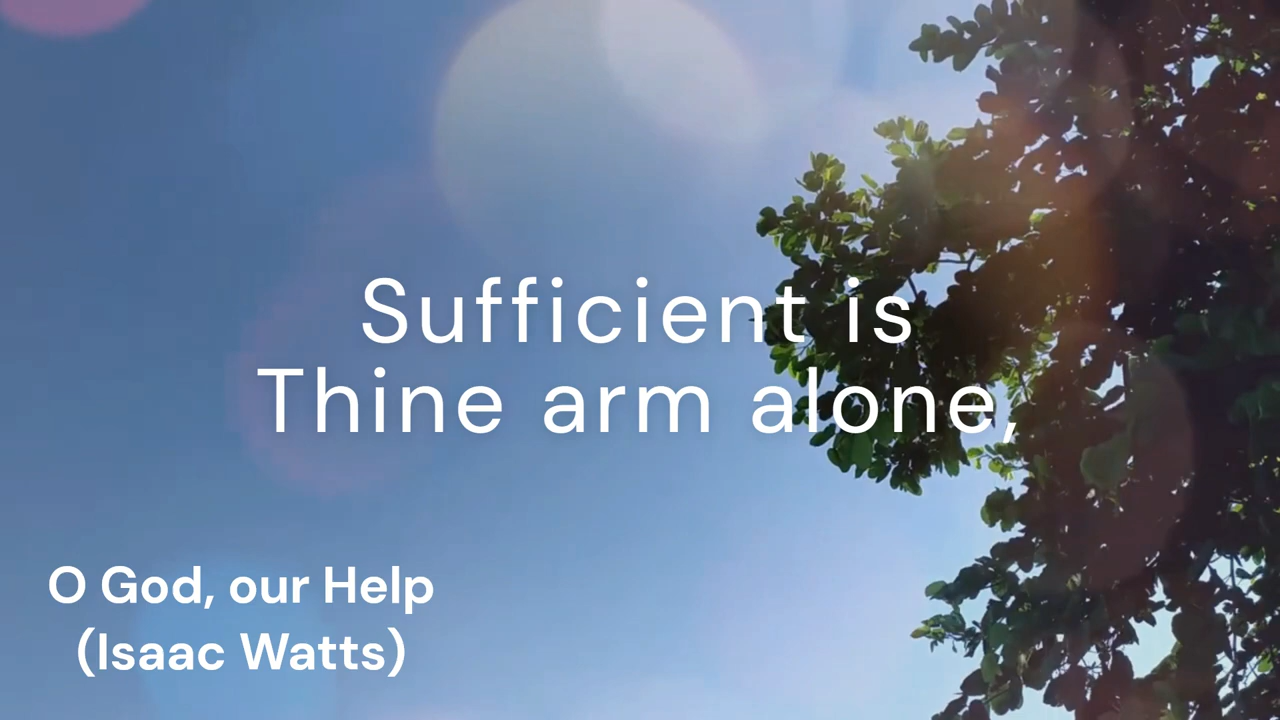 Sufficient is
Thine arm alone,
O God, our Help
(Isaac Watts)